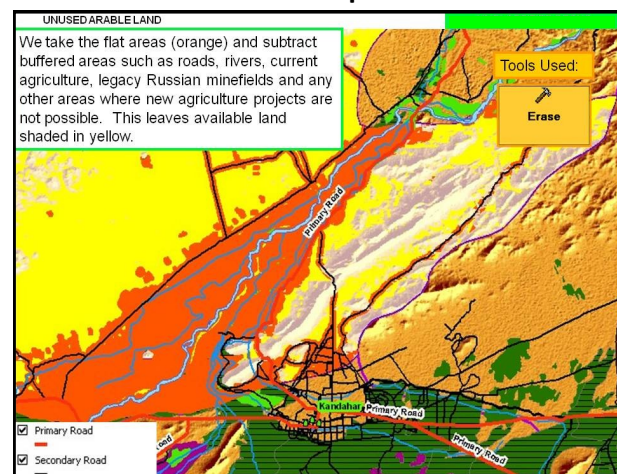 UNUSED ARABLE LAND
We take the flat areas (orange) and subtract
buffered areas such as roads, rivers, current
agriculture, legacy Russian minefields and any
other areas where new agriculture projects are
not possible. This leaves available land
shaded in yellow.
Tools Used:
Erase
Primary Road
Kandahar
Primary Road
Primary Road
Primary Road
Secondary Road